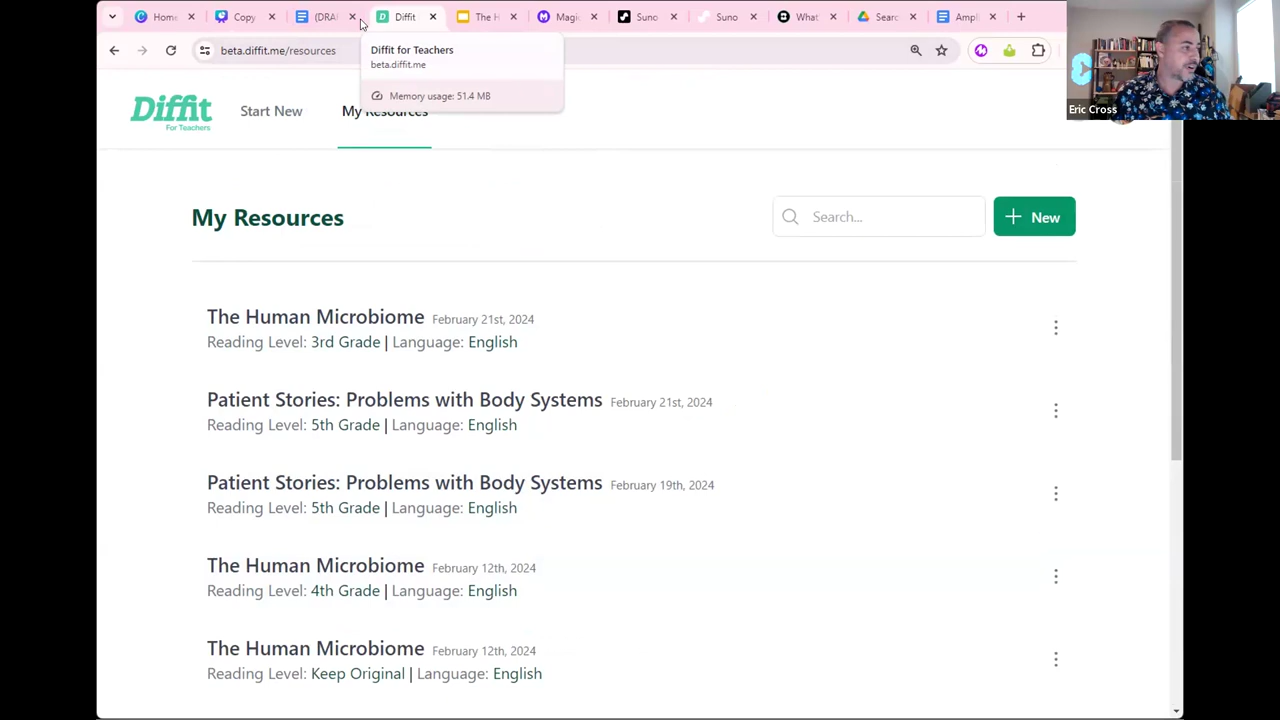 Home
Copy
(DRA
Diffit
The H
Magi
Suno
Suno
What
Searc
Ampl
beta.diffit.me/resources
Diffit for Teachers
beta.diffit.me
Memory usage: 51.4 MB
Eric Cross
Diffit
For Teachers
Start New
My Resources
My Resources
Search...
New
The Human Microbiome February 21st, 2024
Reading Level: 3rd Grade | Language: English
Patient Stories: Problems with Body Systems February 21st, 2024
Reading Level: 5th Grade | Language: English
Patient Stories: Problems with Body Systems February 19th, 2024
Reading Level: 5th Grade | Language: English
The Human Microbiome February 12th, 2024
Reading Level: 4th Grade | Language: English
The Human Microbiome February 12th, 2024
Reading Level: Keep Original | Language: English